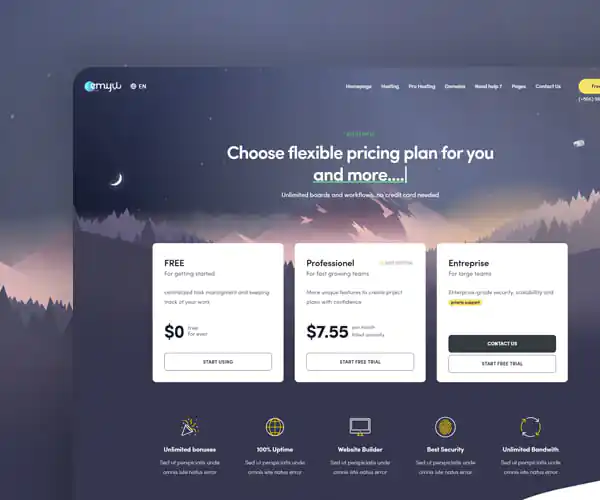 emyui
EN
Homepage Hosting Pro Hosting Domains Need help ? Pages Contact Us
Free
Choose flexible pricing plan for you
and more....|
Unlimited boards and workflows, no credit card needed
FREE
For getting started
centralized task managment and keeping
track of your work
$0 free
for ever
START USING
Professionel
For fast growing teams
More unique features to create project
plans with confidence
$7.55 per month
billed annually
START FREE TRIAL
Entreprise
For large teams
Enterprise-grade security, scalability and
private support
CONTACT US
START FREE TRIAL
Unlimited bonuses
Sed ut perspiciatis unde
omnis iste natus error
100% Uptime
Sed ut perspiciatis unde
omnis iste natus error
Website Builder
Sed ut perspiciatis unde
omnis iste natus error
Best Security
Sed ut perspiciatis unde
omnis iste natus error
Unlimited Bandwith
Sed ut perspiciatis unde
omnis iste natus error